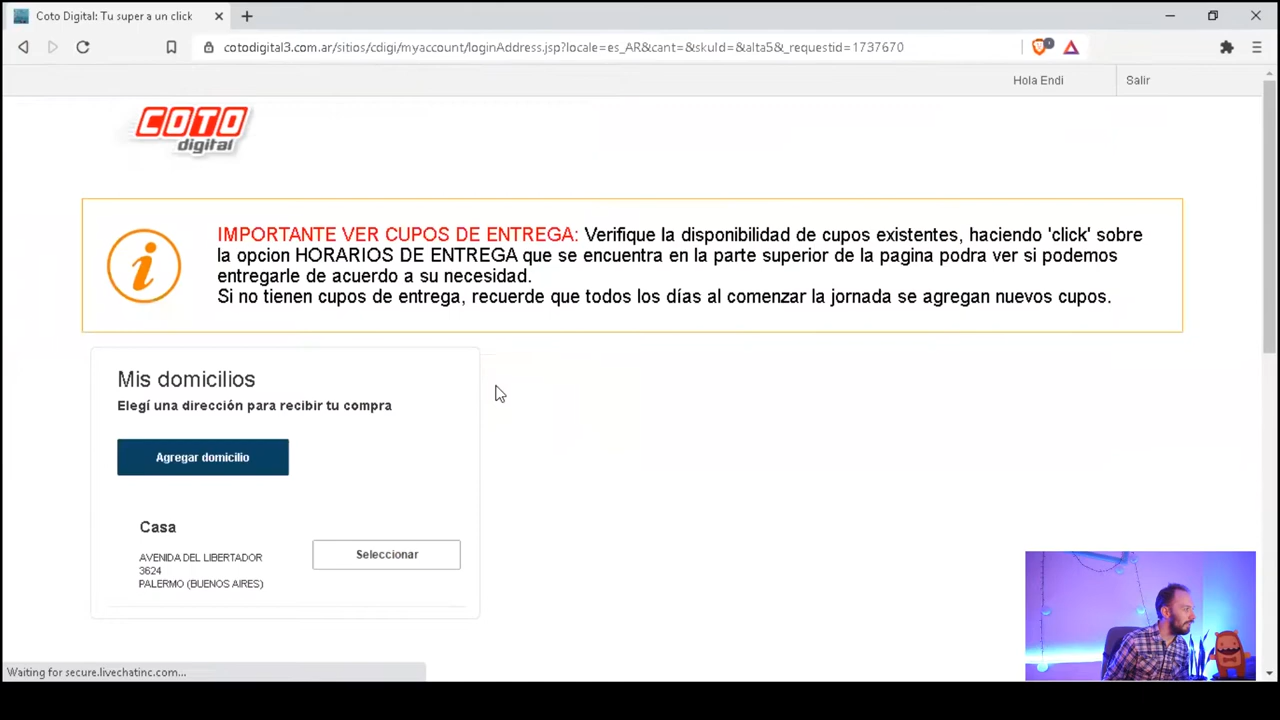 Coto Digital: Tu super a un click
cotodigital3.com.ar/sitios/cdigi/myaccount/loginAddress.jsp?locale=es_AR&cant=&skuId=&alta5&_requestid=1737670
Hola Endi
Salir
COTO
digital
IMPORTANTE VER CUPOS DE ENTREGA: Verifique la disponibilidad de cupos existentes, haciendo 'click' sobre
la opcion HORARIOS DE ENTREGA que se encuentra en la parte superior de la pagina podra ver si podemos
entregarle de acuerdo a su necesidad.
Si no tienen cupos de entrega, recuerde que todos los días al comenzar la jornada se agregan nuevos cupos.
Mis domicilios
Elegí una dirección para recibir tu compra
Agregar domicilio
Casa
AVENIDA DEL LIBERTADOR
3624
PALERMO (BUENOS AIRES)
Seleccionar
Waiting for secure.livechatinc.com...